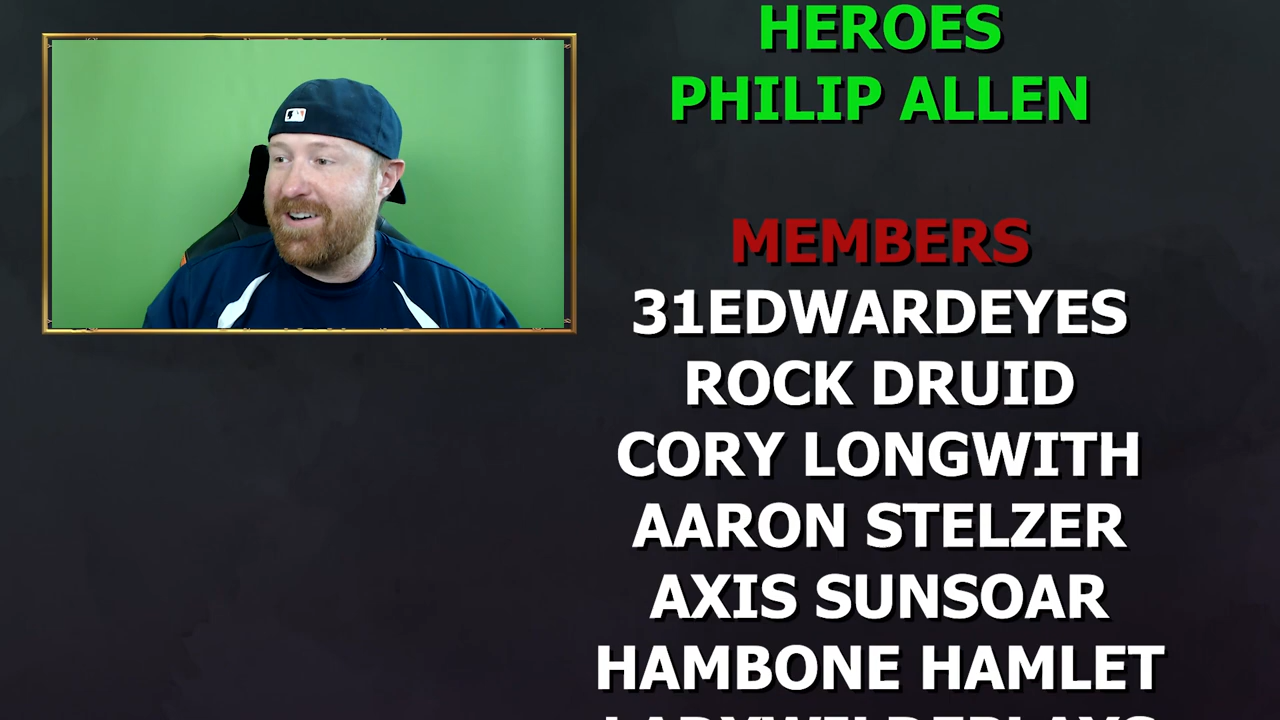 HEROES
PHILIP ALLEN
MEMBERS
31EDWARDEYES
ROCK DRUID
CORY LONGWITH
AARON STELZER
AXIS SUNSOAR
HAMBONE HAMLET